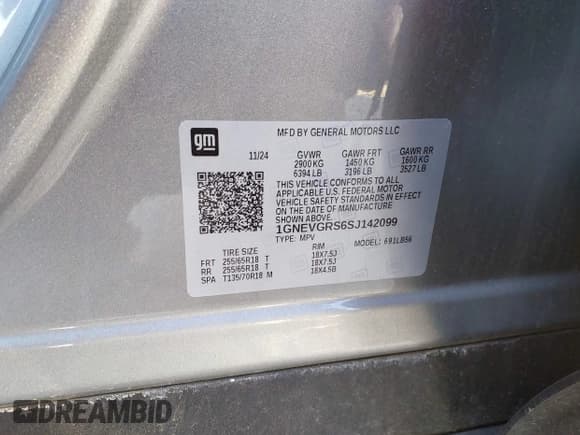 gm
MFD BY GENERAL MOTORS LLC
11/24 GVWR GAWR FRT GAWR RR
2900 KG 1450 KG 1600 KG
6394 LB 3196 LB 3527 LB
THIS VEHICLE CONFORMS TO ALL
APPLICABLE U.S. FEDERAL MOTOR
VEHICLE SAFETY STANDARDS IN EFFECT
ON THE DATE OF MANUFACTURE
SHOWN ABOVE.
1GNEVGRS6SJ142099
TYPE: MPV MODEL: 691LB56
TIRE SIZE RIM
FRT 255/65R18 T 18X7.5J
RR 255/65R18 T 18X7.5J
SPA T135/70R18 M 18X4.5B
DREAMBID